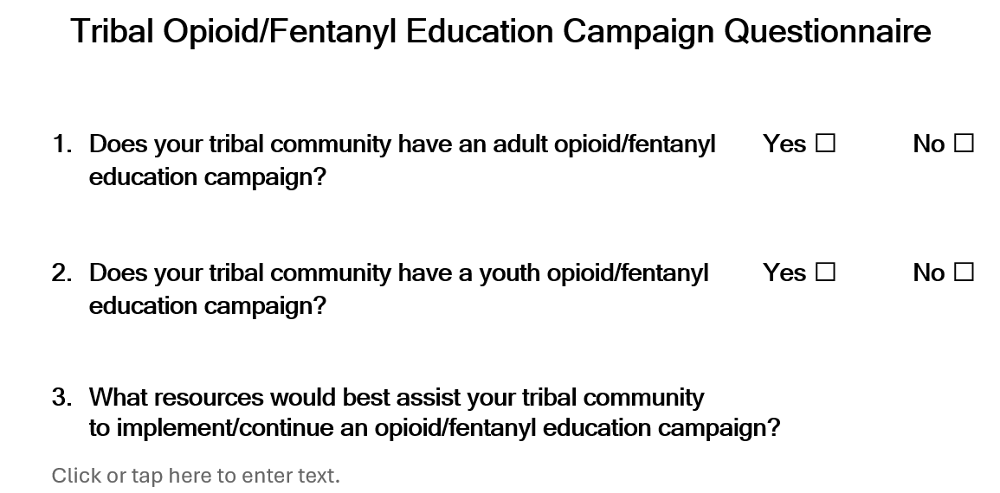 Tribal Opioid/Fentanyl Education Campaign Questionnaire
1. Does your tribal community have an adult opioid/fentanyl Yes ☐ No ☐
education campaign?
2. Does your tribal community have a youth opioid/fentanyl Yes ☐ No ☐
education campaign?
3. What resources would best assist your tribal community
to implement/continue an opioid/fentanyl education campaign?
Click or tap here to enter text.